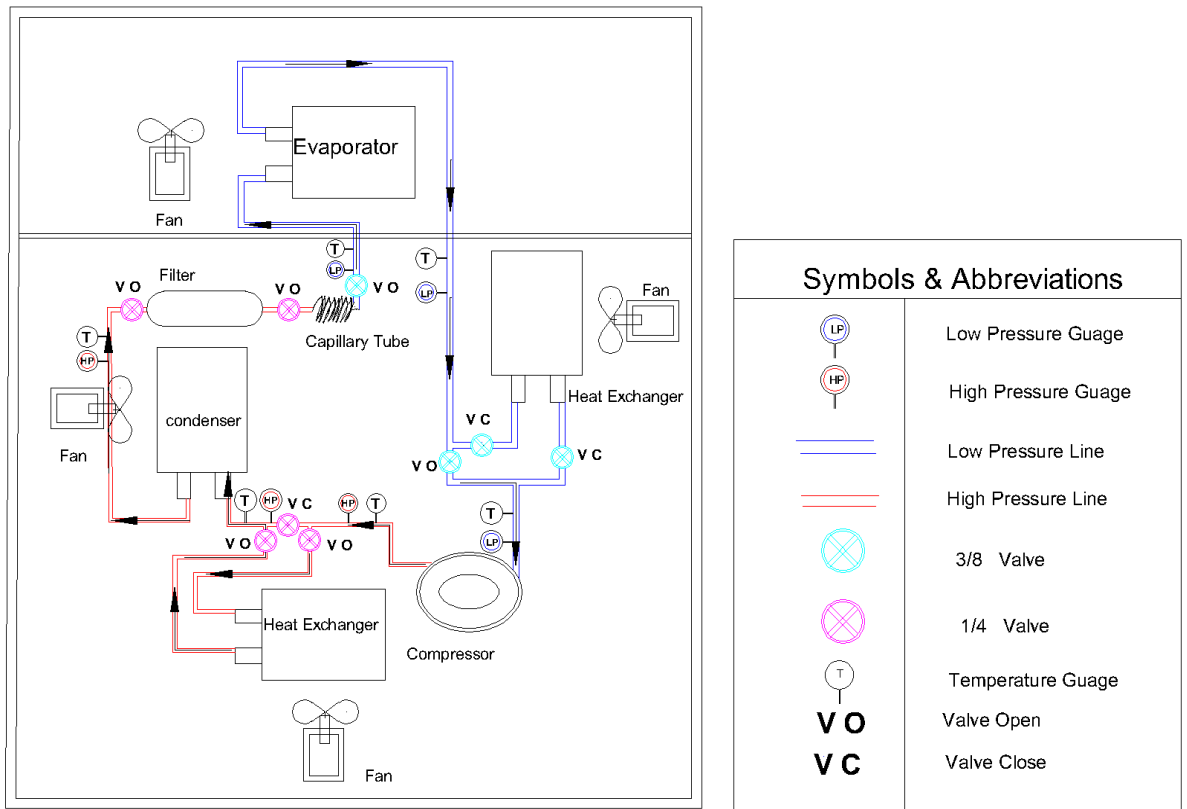 Evaporator
Fan
T
LP
V O
T
LP
Filter
V O
V O
Capillary Tube
T
HP
Fan
condenser
Fan
Heat Exchanger
V C
V O
V C
T
HP
V C
HP
T
V O
V O
T
LP
Heat Exchanger
Compressor
Fan
Symbols & Abbreviations
LP Low Pressure Guage
HP High Pressure Guage
Low Pressure Line
High Pressure Line
3/8 Valve
1/4 Valve
T Temperature Guage
V O Valve Open
V C Valve Close